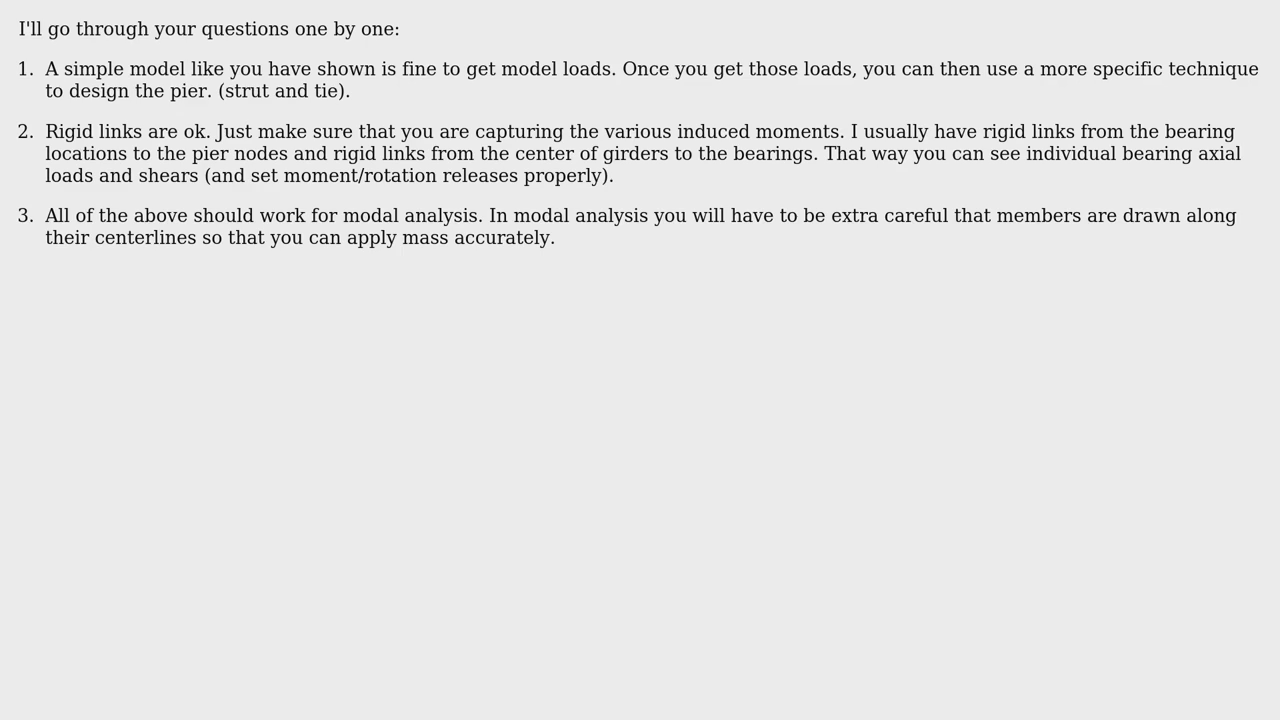 I'll go through your questions one by one:
1. A simple model like you have shown is fine to get model loads. Once you get those loads, you can then use a more specific technique
to design the pier. (strut and tie).
2. Rigid links are ok. Just make sure that you are capturing the various induced moments. I usually have rigid links from the bearing
locations to the pier nodes and rigid links from the center of girders to the bearings. That way you can see individual bearing axial
loads and shears (and set moment/rotation releases properly).
3. All of the above should work for modal analysis. In modal analysis you will have to be extra careful that members are drawn along
their centerlines so that you can apply mass accurately.